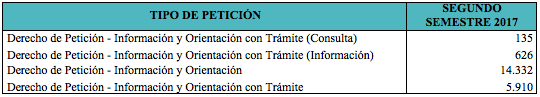 TIPO DE PETICIÓN SEGUNDO SEMESTRE 2017
Derecho de Petición - Información y Orientación con Trámite (Consulta) 135
Derecho de Petición - Información y Orientación con Trámite (Información) 626
Derecho de Petición - Información y Orientación 14.332
Derecho de Petición - Información y Orientación con Trámite 5.910